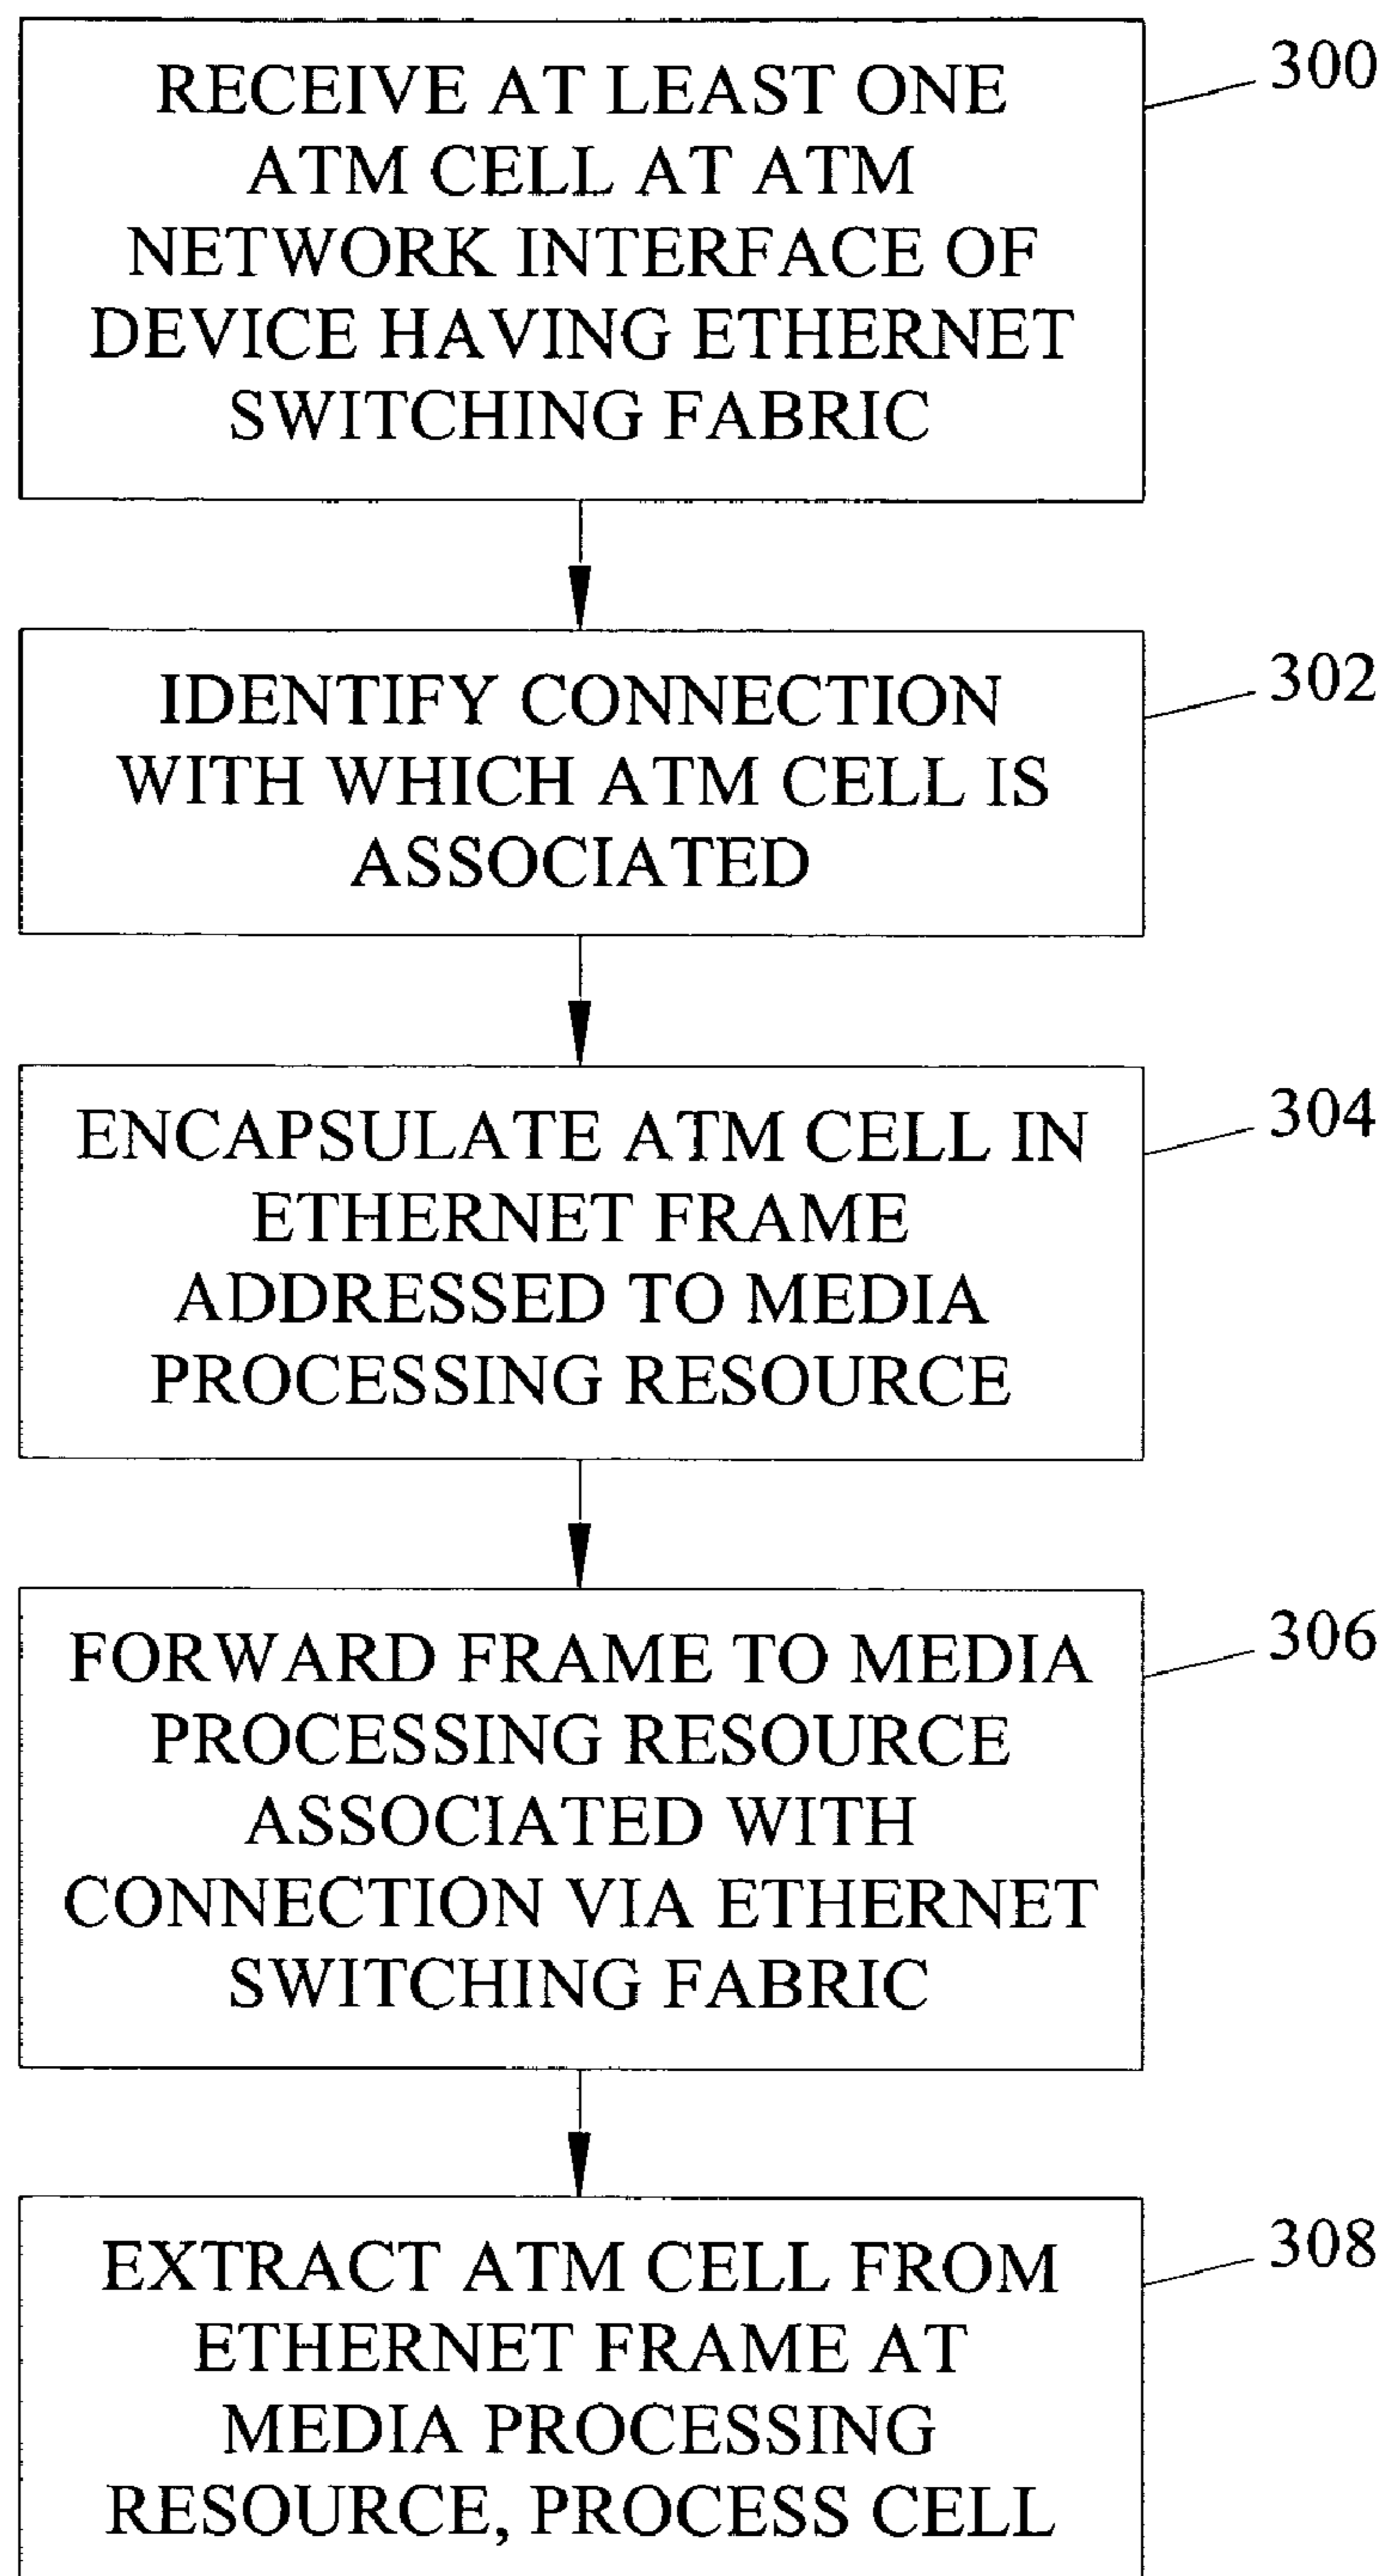 RECEIVE AT LEAST ONE
ATM CELL AT ATM
NETWORK INTERFACE OF
DEVICE HAVING ETHERNET
SWITCHING FABRIC
300
IDENTIFY CONNECTION
WITH WHICH ATM CELL IS
ASSOCIATED
302
ENCAPSULATE ATM CELL IN
ETHERNET FRAME
ADDRESSED TO MEDIA
PROCESSING RESOURCE
304
FORWARD FRAME TO MEDIA
PROCESSING RESOURCE
ASSOCIATED WITH
CONNECTION VIA ETHERNET
SWITCHING FABRIC
306
EXTRACT ATM CELL FROM
ETHERNET FRAME AT
MEDIA PROCESSING
RESOURCE, PROCESS CELL
308